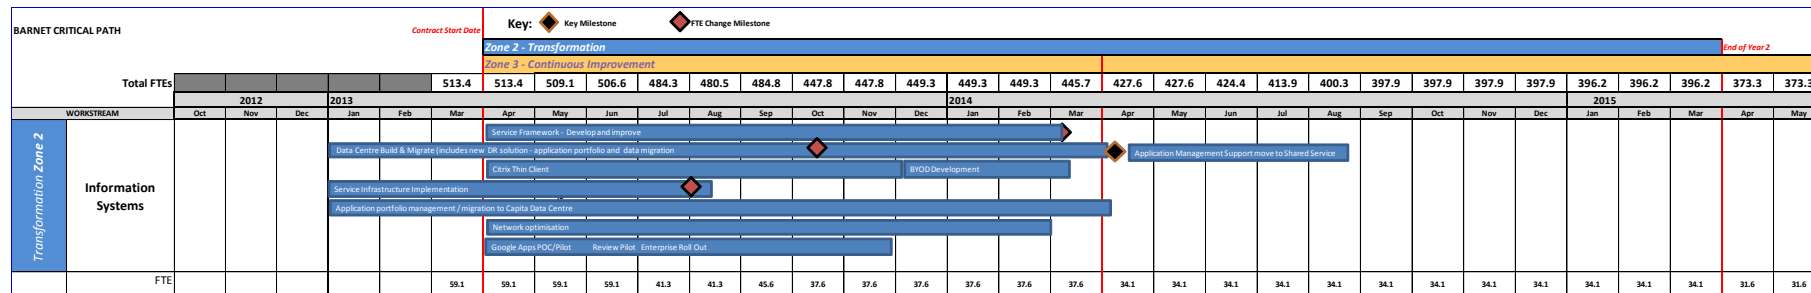 Key: Key Milestone FTE Change Milestone
BARNET CRITICAL PATH Contract Start Date
Zone 2 - Transformation End of Year 2
Zone 3 - Continuous Improvement
Total FTEs 513.4 513.4 509.1 506.6 484.3 480.5 484.8 447.8 447.8 449.3 449.3 449.3 445.7 427.6 427.6 424.4 413.9 400.3 397.9 397.9 397.9 397.9 396.2 396.2 396.2 373.3 373.3
2012 2013 2014 2015
WORKSTREAM Oct Nov Dec Jan Feb Mar Apr May Jun Jul Aug Sep Oct Nov Dec Jan Feb Mar Apr May Jun Jul Aug Sep Oct Nov Dec Jan Feb Mar Apr May
Transformation Zone 2
Information
Systems
Service Framework - Develop and improve
Data Centre Build & Migrate (includes new DR solution - application portfolio and data migration
Application Management Support move to Shared Service
Citrix Thin Client BYOD Development
Service Infrastructure Implementation
Application portfolio management / migration to Capita Data Centre
Network optimisation
Google Apps POC/Pilot Review Pilot Enterprise Roll Out
FTE 59.1 59.1 59.1 59.1 41.3 41.3 45.6 37.6 37.6 37.6 37.6 37.6 37.6 34.1 34.1 34.1 34.1 34.1 34.1 34.1 34.1 34.1 34.1 34.1 34.1 31.6 31.6